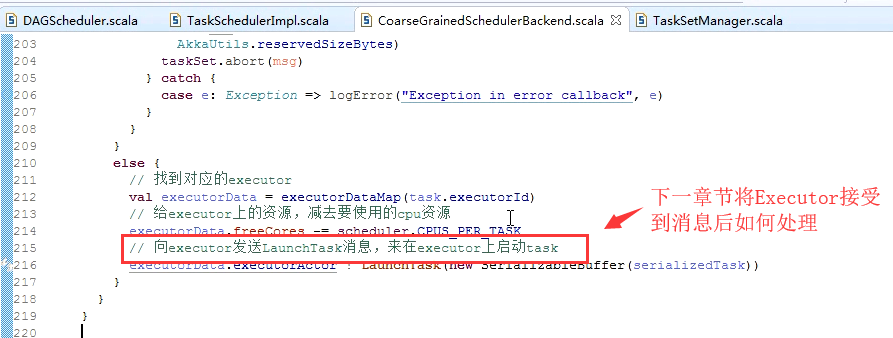 DAGScheduler.scala TaskSchedulerImpl.scala CoarseGrainedSchedulerBackend.scala TaskSetManager.scala
203 AkkaUtils.reservedSizeBytes)
204 taskSet.abort(msg)
205 } catch {
206 case e: Exception => logError("Exception in error callback", e)
207 }
208 }
209 }
210 else {
211 // 找到对应的executor
212 val executorData = executorDataMap(task.executorId)
213 // 给executor上的资源，减去要使用的cpu资源
214 executorData.freeCores -= scheduler.CPUS_PER_TASK
215 // 向executor发送LaunchTask消息，来在executor上启动task
216 executorData.executorActor ! LaunchTask(new SerializableBuffer(serializedTask))
217 }
218 }
219 }
220
下一章节将Executor接受
到消息后如何处理